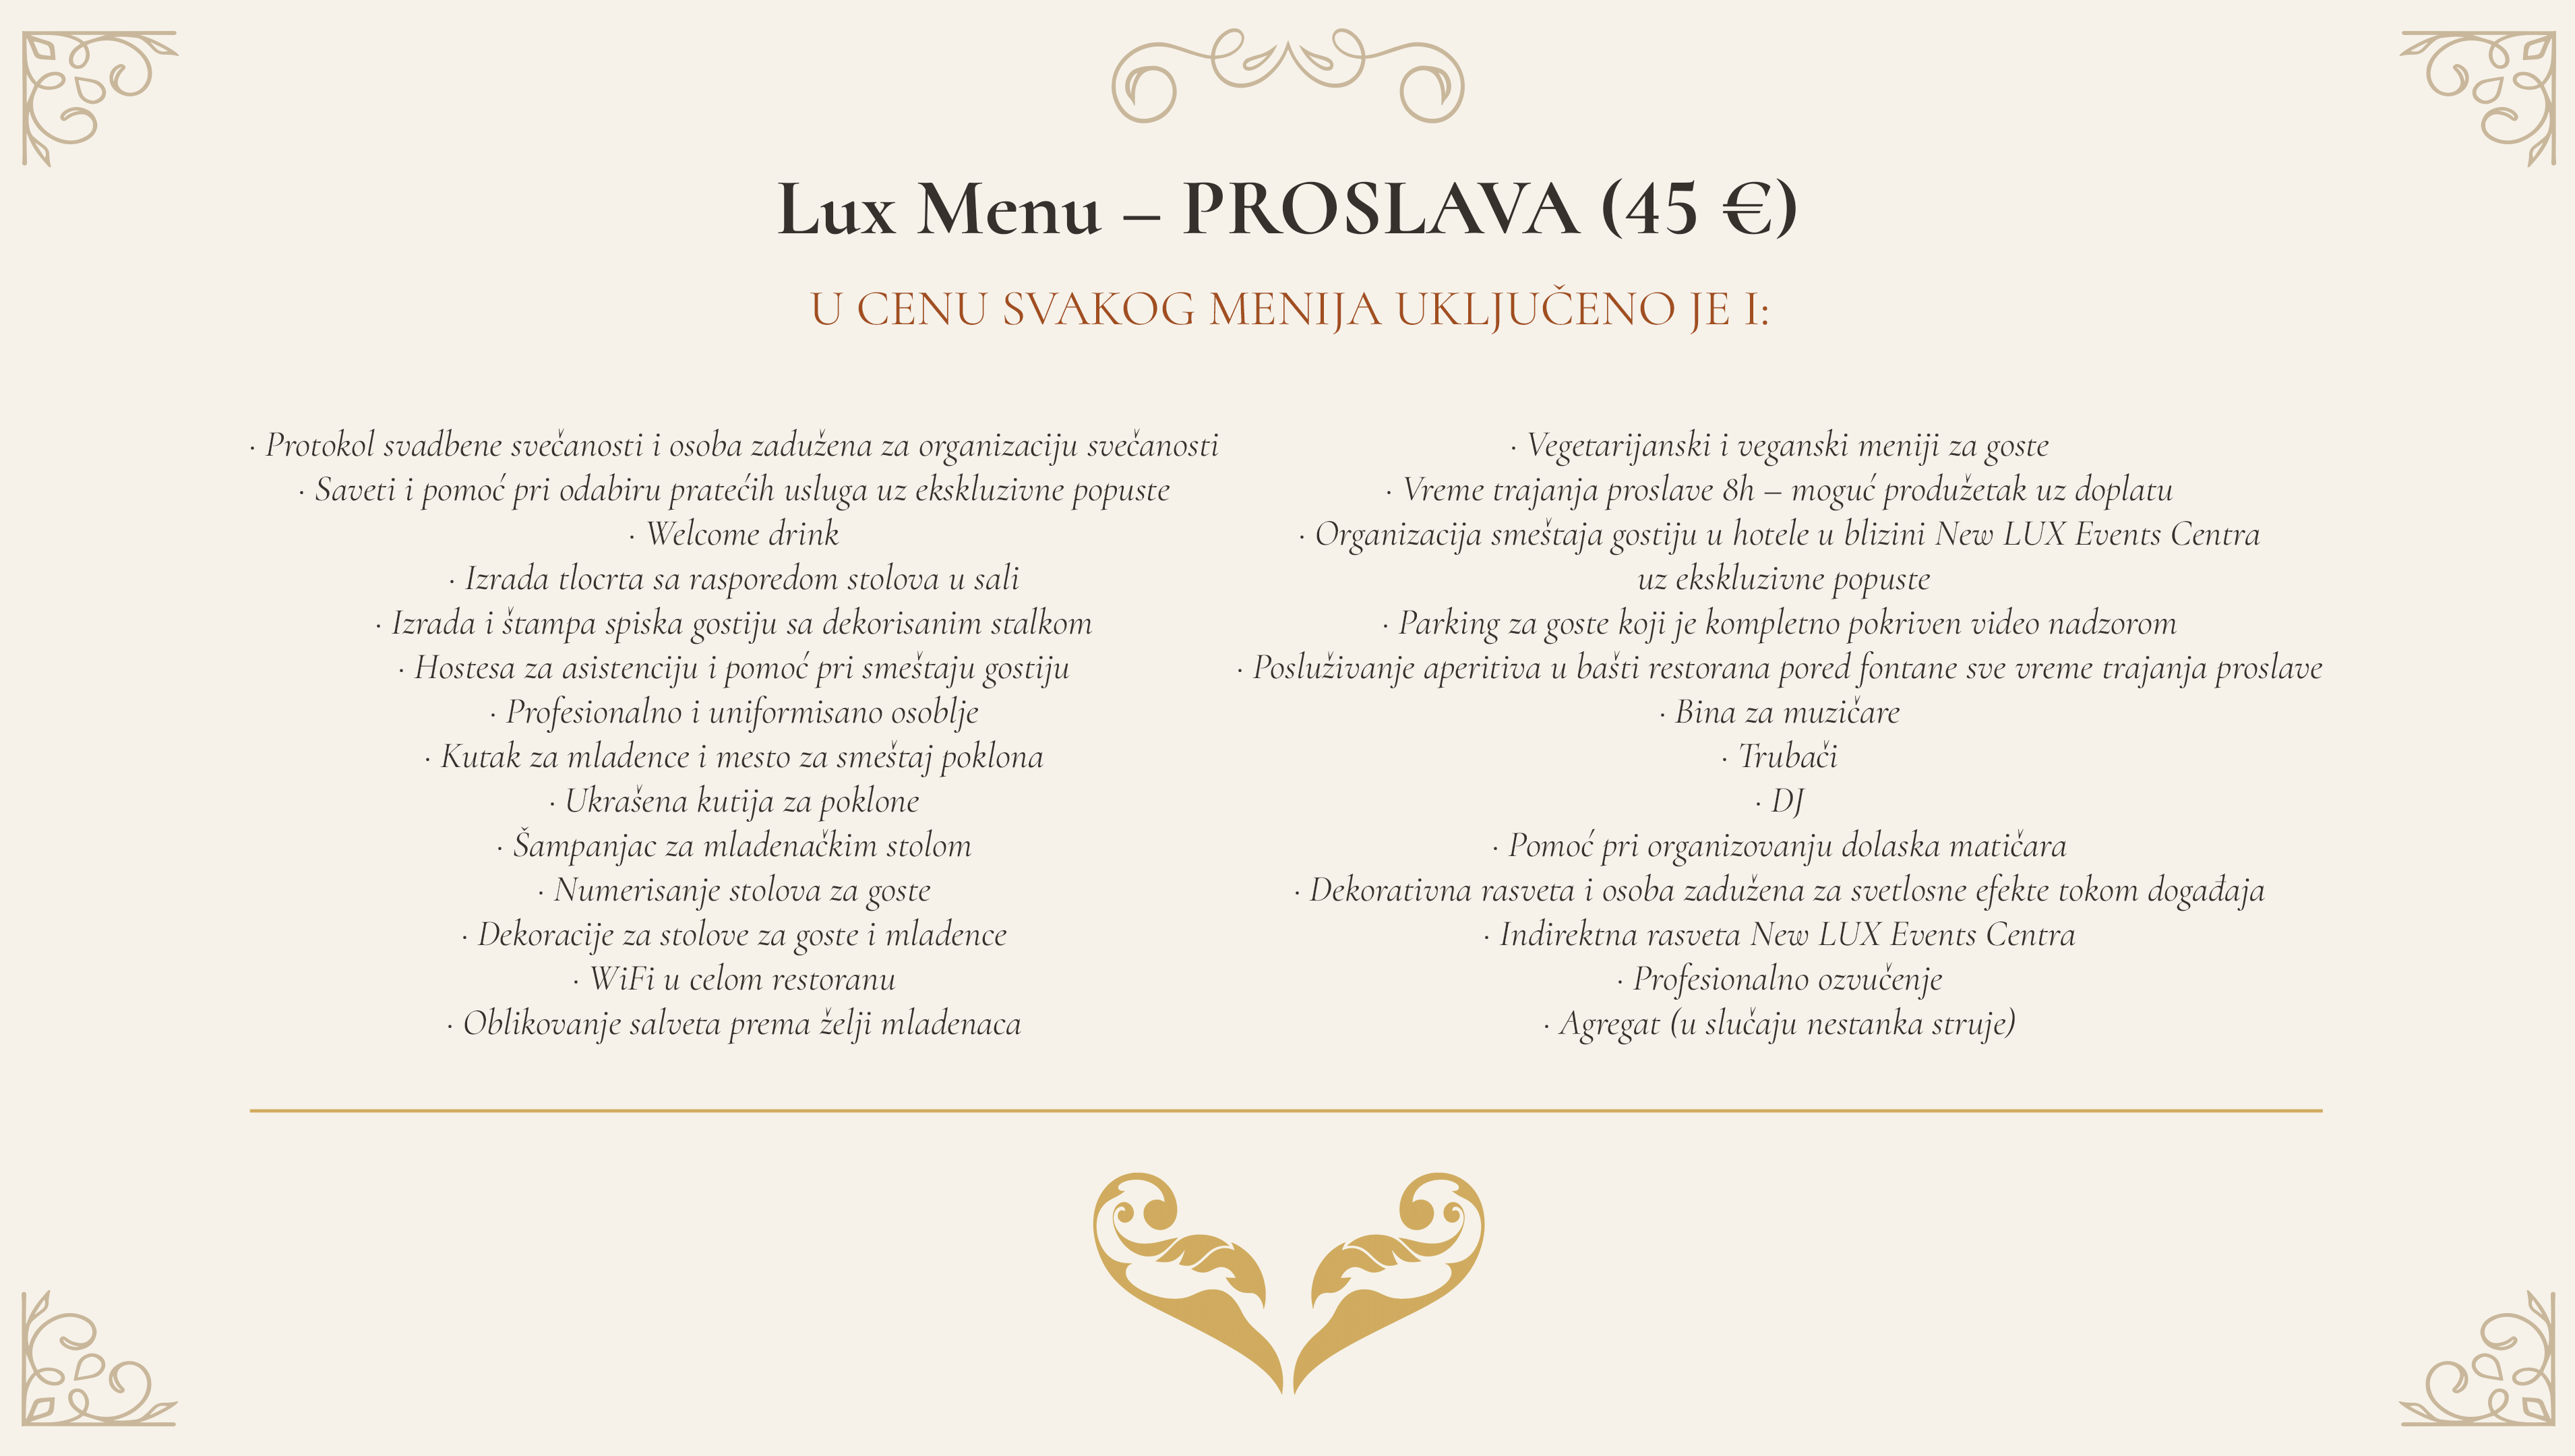 Lux Menu – PROSLAVA (45 €)
U CENU SVAKOG MENIJA UKLJUČENO JE I:
· Protokol svadbene svečanosti i osoba zadužena za organizaciju svečanosti
· Saveti i pomoć pri odabiru pratećih usluga uz ekskluzivne popuste
· Welcome drink
· Izrada tlocrta sa rasporedom stolova u sali
· Izrada i štampa spiska gostiju sa dekorisanim stalkom
· Hostesa za asistenciju i pomoć pri smeštaju gostiju
· Profesionalno i uniformisano osoblje
· Kutak za mladence i mesto za smeštaj poklona
· Ukrašena kutija za poklone
· Šampanjac za mladenačkim stolom
· Numerisanje stolova za goste
· Dekoracije za stolove za goste i mladence
· WiFi u celom restoranu
· Oblikovanje salveta prema želji mladenaca
· Vegetarijanski i veganski meniji za goste
· Vreme trajanja proslave 8h – moguć produžetak uz doplatu
· Organizacija smeštaja gostiju u hotele u blizini New LUX Events Centra
uz ekskluzivne popuste
· Parking za goste koji je kompletno pokriven video nadzorom
· Posluživanje aperitiva u bašti restorana pored fontane sve vreme trajanja proslave
· Bina za muzičare
· Trubači
· DJ
· Pomoć pri organizovanju dolaska matičara
· Dekorativna rasveta i osoba zadužena za svetlosne efekte tokom događaja
· Indirektna rasveta New LUX Events Centra
· Profesionalno ozvučenje
· Agregat (u slučaju nestanka struje)